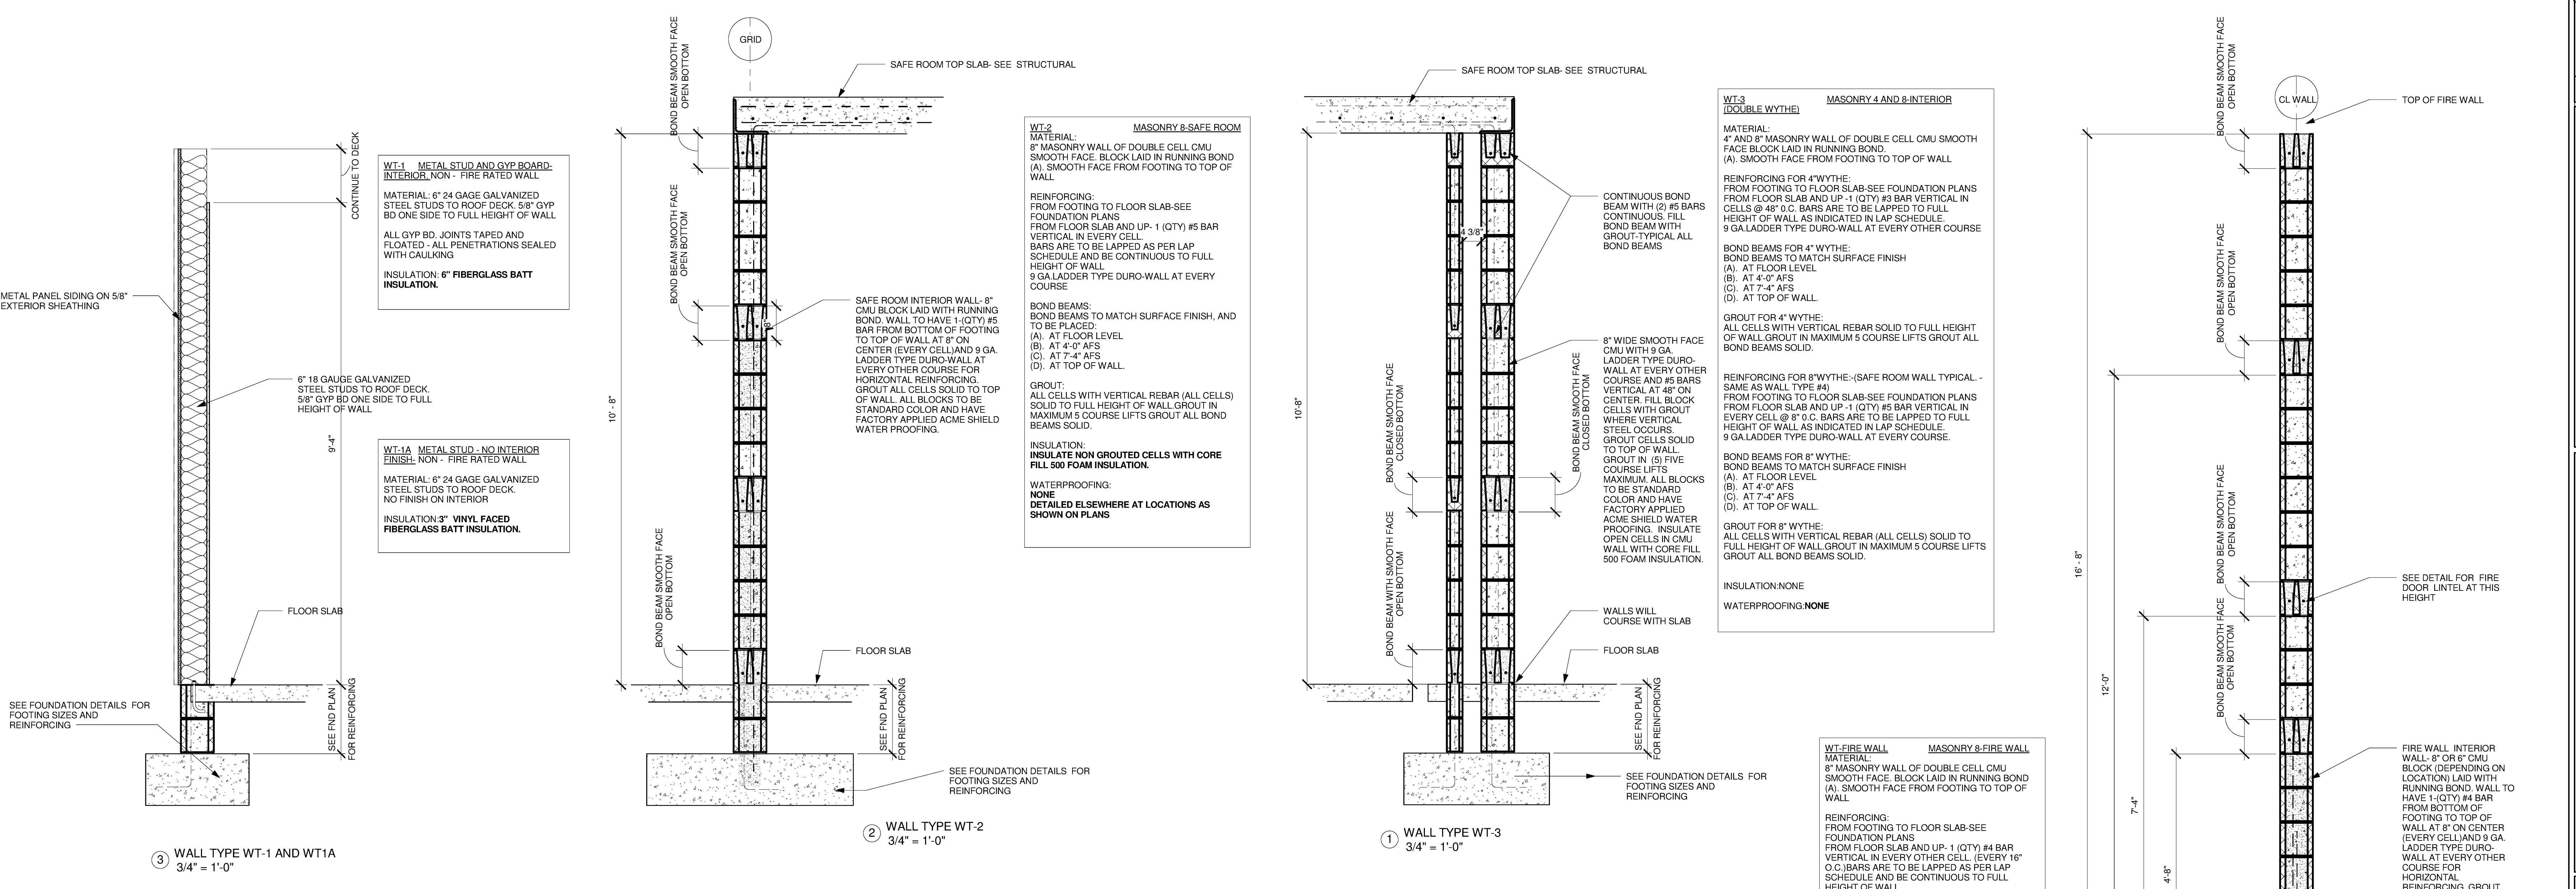 CONTINUE TO DECK
WT-1 METAL STUD AND GYP BOARD-
INTERIOR, NON - FIRE RATED WALL
MATERIAL: 6" 24 GAGE GALVANIZED
STEEL STUDS TO ROOF DECK. 5/8" GYP
BD ONE SIDE TO FULL HEIGHT OF WALL
ALL GYP BD. JOINTS TAPED AND
FLOATED - ALL PENETRATIONS SEALED
WITH CAULKING
INSULATION: 6" FIBERGLASS BATT
INSULATION.
METAL PANEL SIDING ON 5/8"
EXTERIOR SHEATHING
6" 18 GAUGE GALVANIZED
STEEL STUDS TO ROOF DECK.
5/8" GYP BD ONE SIDE TO FULL
HEIGHT OF WALL
9'-4"
WT-1A METAL STUD - NO INTERIOR
FINISH- NON - FIRE RATED WALL
MATERIAL: 6" 24 GAGE GALVANIZED
STEEL STUDS TO ROOF DECK.
NO FINISH ON INTERIOR
INSULATION:3" VINYL FACED
FIBERGLASS BATT INSULATION.
FLOOR SLAB
SEE FOUNDATION DETAILS FOR
FOOTING SIZES AND
REINFORCING
SEE FND PLAN
FOR REINFORCING
3 WALL TYPE WT-1 AND WT1A
3/4" = 1'-0"
GRID
BOND BEAM SMOOTH FACE
OPEN BOTTOM
SAFE ROOM TOP SLAB- SEE STRUCTURAL
BOND BEAM SMOOTH FACE
OPEN BOTTOM
8"
10' - 8"
SAFE ROOM INTERIOR WALL- 8"
CMU BLOCK LAID WITH RUNNING
BOND. WALL TO HAVE 1-(QTY) #5
BAR FROM BOTTOM OF FOOTING
TO TOP OF WALL AT 8" ON
CENTER (EVERY CELL)AND 9 GA.
LADDER TYPE DURO-WALL AT
EVERY OTHER COURSE FOR
HORIZONTAL REINFORCING.
GROUT ALL CELLS SOLID TO TOP
OF WALL. ALL BLOCKS TO BE
STANDARD COLOR AND HAVE
FACTORY APPLIED ACME SHIELD
WATER PROOFING.
BOND BEAM SMOOTH FACE
OPEN BOTTOM
FLOOR SLAB
SEE FND PLAN
FOR REINFORCING
SEE FOUNDATION DETAILS FOR
FOOTING SIZES AND
REINFORCING
2 WALL TYPE WT-2
3/4" = 1'-0"
WT-2 MASONRY 8-SAFE ROOM
MATERIAL:
8" MASONRY WALL OF DOUBLE CELL CMU
SMOOTH FACE. BLOCK LAID IN RUNNING BOND
(A). SMOOTH FACE FROM FOOTING TO TOP OF
WALL
REINFORCING:
FROM FOOTING TO FLOOR SLAB-SEE
FOUNDATION PLANS
FROM FLOOR SLAB AND UP- 1 (QTY) #5 BAR
VERTICAL IN EVERY CELL.
BARS ARE TO BE LAPPED AS PER LAP
SCHEDULE AND BE CONTINUOUS TO FULL
HEIGHT OF WALL
9 GA.LADDER TYPE DURO-WALL AT EVERY
COURSE
BOND BEAMS:
BOND BEAMS TO MATCH SURFACE FINISH, AND
TO BE PLACED:
(A). AT FLOOR LEVEL
(B). AT 4'-0" AFS
(C). AT 7'-4" AFS
(D). AT TOP OF WALL.
GROUT:
ALL CELLS WITH VERTICAL REBAR (ALL CELLS)
SOLID TO FULL HEIGHT OF WALL.GROUT IN
MAXIMUM 5 COURSE LIFTS GROUT ALL BOND
BEAMS SOLID.
INSULATION:
INSULATE NON GROUTED CELLS WITH CORE
FILL 500 FOAM INSULATION.
WATERPROOFING:
NONE
DETAILED ELSEWHERE AT LOCATIONS AS
SHOWN ON PLANS
SAFE ROOM TOP SLAB- SEE STRUCTURAL
4 3/8"
10'-8"
CONTINUOUS BOND
BEAM WITH (2) #5 BARS
CONTINUOUS. FILL
BOND BEAM WITH
GROUT-TYPICAL ALL
BOND BEAMS
8" WIDE SMOOTH FACE
CMU WITH 9 GA.
LADDER TYPE DURO-
WALL AT EVERY OTHER
COURSE AND #5 BARS
VERTICAL AT 48" ON
CENTER. FILL BLOCK
CELLS WITH GROUT
WHERE VERTICAL
STEEL OCCURS.
GROUT CELLS SOLID
TO TOP OF WALL.
GROUT IN (5) FIVE
COURSE LIFTS
MAXIMUM. ALL BLOCKS
TO BE STANDARD
COLOR AND HAVE
FACTORY APPLIED
ACME SHIELD WATER
PROOFING. INSULATE
OPEN CELLS IN CMU
WALL WITH CORE FILL
500 FOAM INSULATION.
BOND BEAM SMOOTH FACE
CLOSED BOTTOM
BOND BEAM SMOOTH FACE
CLOSED BOTTOM
BOND BEAM WITH SMOOTH FACE
OPEN BOTTOM
WALLS WILL
COURSE WITH SLAB
FLOOR SLAB
SEE FND PLAN
FOR REINFORCING
SEE FOUNDATION DETAILS FOR
FOOTING SIZES AND
REINFORCING
1 WALL TYPE WT-3
3/4" = 1'-0"
WT-3 MASONRY 4 AND 8-INTERIOR
(DOUBLE WYTHE)
MATERIAL:
4" AND 8" MASONRY WALL OF DOUBLE CELL CMU SMOOTH
FACE BLOCK LAID IN RUNNING BOND.
(A). SMOOTH FACE FROM FOOTING TO TOP OF WALL
REINFORCING FOR 4"WYTHE:
FROM FOOTING TO FLOOR SLAB-SEE FOUNDATION PLANS
FROM FLOOR SLAB AND UP -1 (QTY) #3 BAR VERTICAL IN
CELLS @ 48" 0.C. BARS ARE TO BE LAPPED TO FULL
HEIGHT OF WALL AS INDICATED IN LAP SCHEDULE.
9 GA.LADDER TYPE DURO-WALL AT EVERY OTHER COURSE
BOND BEAMS FOR 4" WYTHE:
BOND BEAMS TO MATCH SURFACE FINISH
(A). AT FLOOR LEVEL
(B). AT 4'-0" AFS
(C). AT 7'-4" AFS
(D). AT TOP OF WALL.
GROUT FOR 4" WYTHE:
ALL CELLS WITH VERTICAL REBAR SOLID TO FULL HEIGHT
OF WALL.GROUT IN MAXIMUM 5 COURSE LIFTS GROUT ALL
BOND BEAMS SOLID.
REINFORCING FOR 8"WYTHE:-(SAFE ROOM WALL TYPICAL. -
SAME AS WALL TYPE #4)
FROM FOOTING TO FLOOR SLAB-SEE FOUNDATION PLANS
FROM FLOOR SLAB AND UP -1 (QTY) #5 BAR VERTICAL IN
EVERY CELL @ 8" 0.C. BARS ARE TO BE LAPPED TO FULL
HEIGHT OF WALL AS INDICATED IN LAP SCHEDULE.
9 GA.LADDER TYPE DURO-WALL AT EVERY COURSE.
BOND BEAMS FOR 8" WYTHE:
BOND BEAMS TO MATCH SURFACE FINISH
(A). AT FLOOR LEVEL
(B). AT 4'-0" AFS
(C). AT 7'-4" AFS
(D). AT TOP OF WALL.
GROUT FOR 8" WYTHE:
ALL CELLS WITH VERTICAL REBAR (ALL CELLS) SOLID TO
FULL HEIGHT OF WALL.GROUT IN MAXIMUM 5 COURSE LIFTS
GROUT ALL BOND BEAMS SOLID.
INSULATION:NONE
WATERPROOFING:NONE
WT-FIRE WALL MASONRY 8-FIRE WALL
MATERIAL:
8" MASONRY WALL OF DOUBLE CELL CMU
SMOOTH FACE. BLOCK LAID IN RUNNING BOND
(A). SMOOTH FACE FROM FOOTING TO TOP OF
WALL
REINFORCING:
FROM FOOTING TO FLOOR SLAB-SEE
FOUNDATION PLANS
FROM FLOOR SLAB AND UP- 1 (QTY) #4 BAR
VERTICAL IN EVERY OTHER CELL. (EVERY 16"
O.C.)BARS ARE TO BE LAPPED AS PER LAP
SCHEDULE AND BE CONTINUOUS TO FULL
HEIGHT OF WALL
BOND BEAM SMOOTH FACE
OPEN BOTTOM
CL WALL
TOP OF FIRE WALL
BOND BEAM SMOOTH FACE
OPEN BOTTOM
BOND BEAM SMOOTH FACE
OPEN BOTTOM
BOND BEAM SMOOTH FACE
OPEN BOTTOM
16' - 8"
12'-0"
7'-4"
4'-8"
SEE DETAIL FOR FIRE
DOOR LINTEL AT THIS
HEIGHT
FIRE WALL INTERIOR
WALL- 8" OR 6" CMU
BLOCK (DEPENDING ON
LOCATION) LAID WITH
RUNNING BOND. WALL TO
HAVE 1-(QTY) #4 BAR
FROM BOTTOM OF
FOOTING TO TOP OF
WALL AT 8" ON CENTER
(EVERY CELL)AND 9 GA.
LADDER TYPE DURO-
WALL AT EVERY OTHER
COURSE FOR
HORIZONTAL
REINFORCING. GROUT